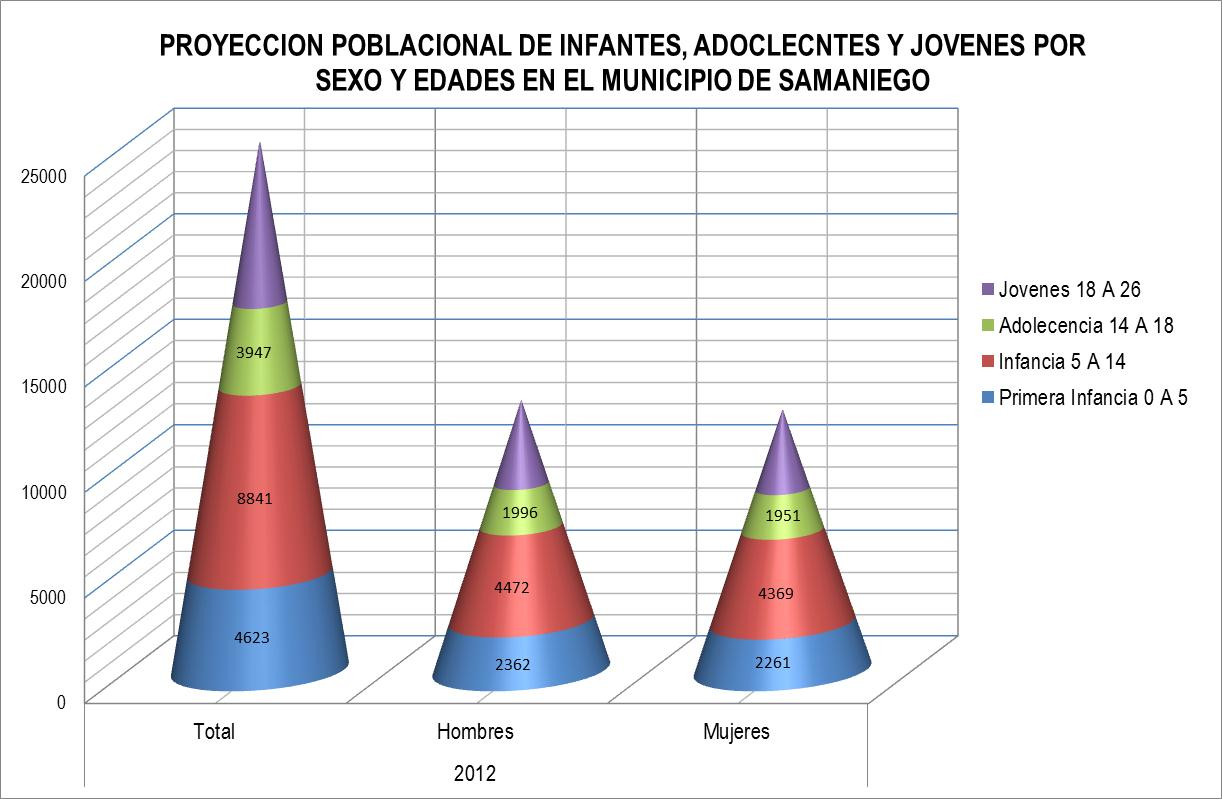 PROYECCION POBLACIONAL DE INFANTES, ADOCLECNTES Y JOVENES POR
SEXO Y EDADES EN EL MUNICIPIO DE SAMANIEGO
25000
20000
15000
10000
5000
0
3947
8841
4623
1996
4472
2362
1951
4369
2261
Total
Hombres
Mujeres
2012
Jovenes 18 A 26
Adolecencia 14 A 18
Infancia 5 A 14
Primera Infancia 0 A 5